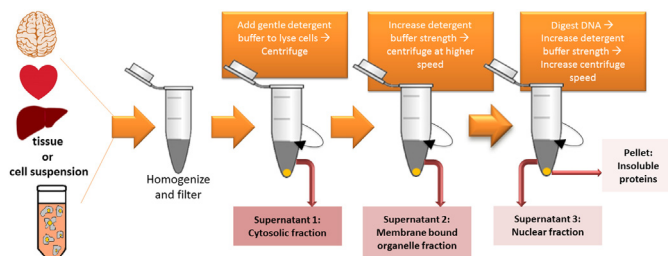 Add gentle detergent
buffer to lyse cells →
Centrifuge
Increase detergent
buffer strength →
centrifuge at higher
speed
Digest DNA →
Increase detergent
buffer strength →
Increase centrifuge
speed
tissue
or
cell suspension
Homogenize
and filter
Pellet:
Insoluble
proteins
Supernatant 1:
Cytosolic fraction
Supernatant 2:
Membrane bound
organelle fraction
Supernatant 3:
Nuclear fraction